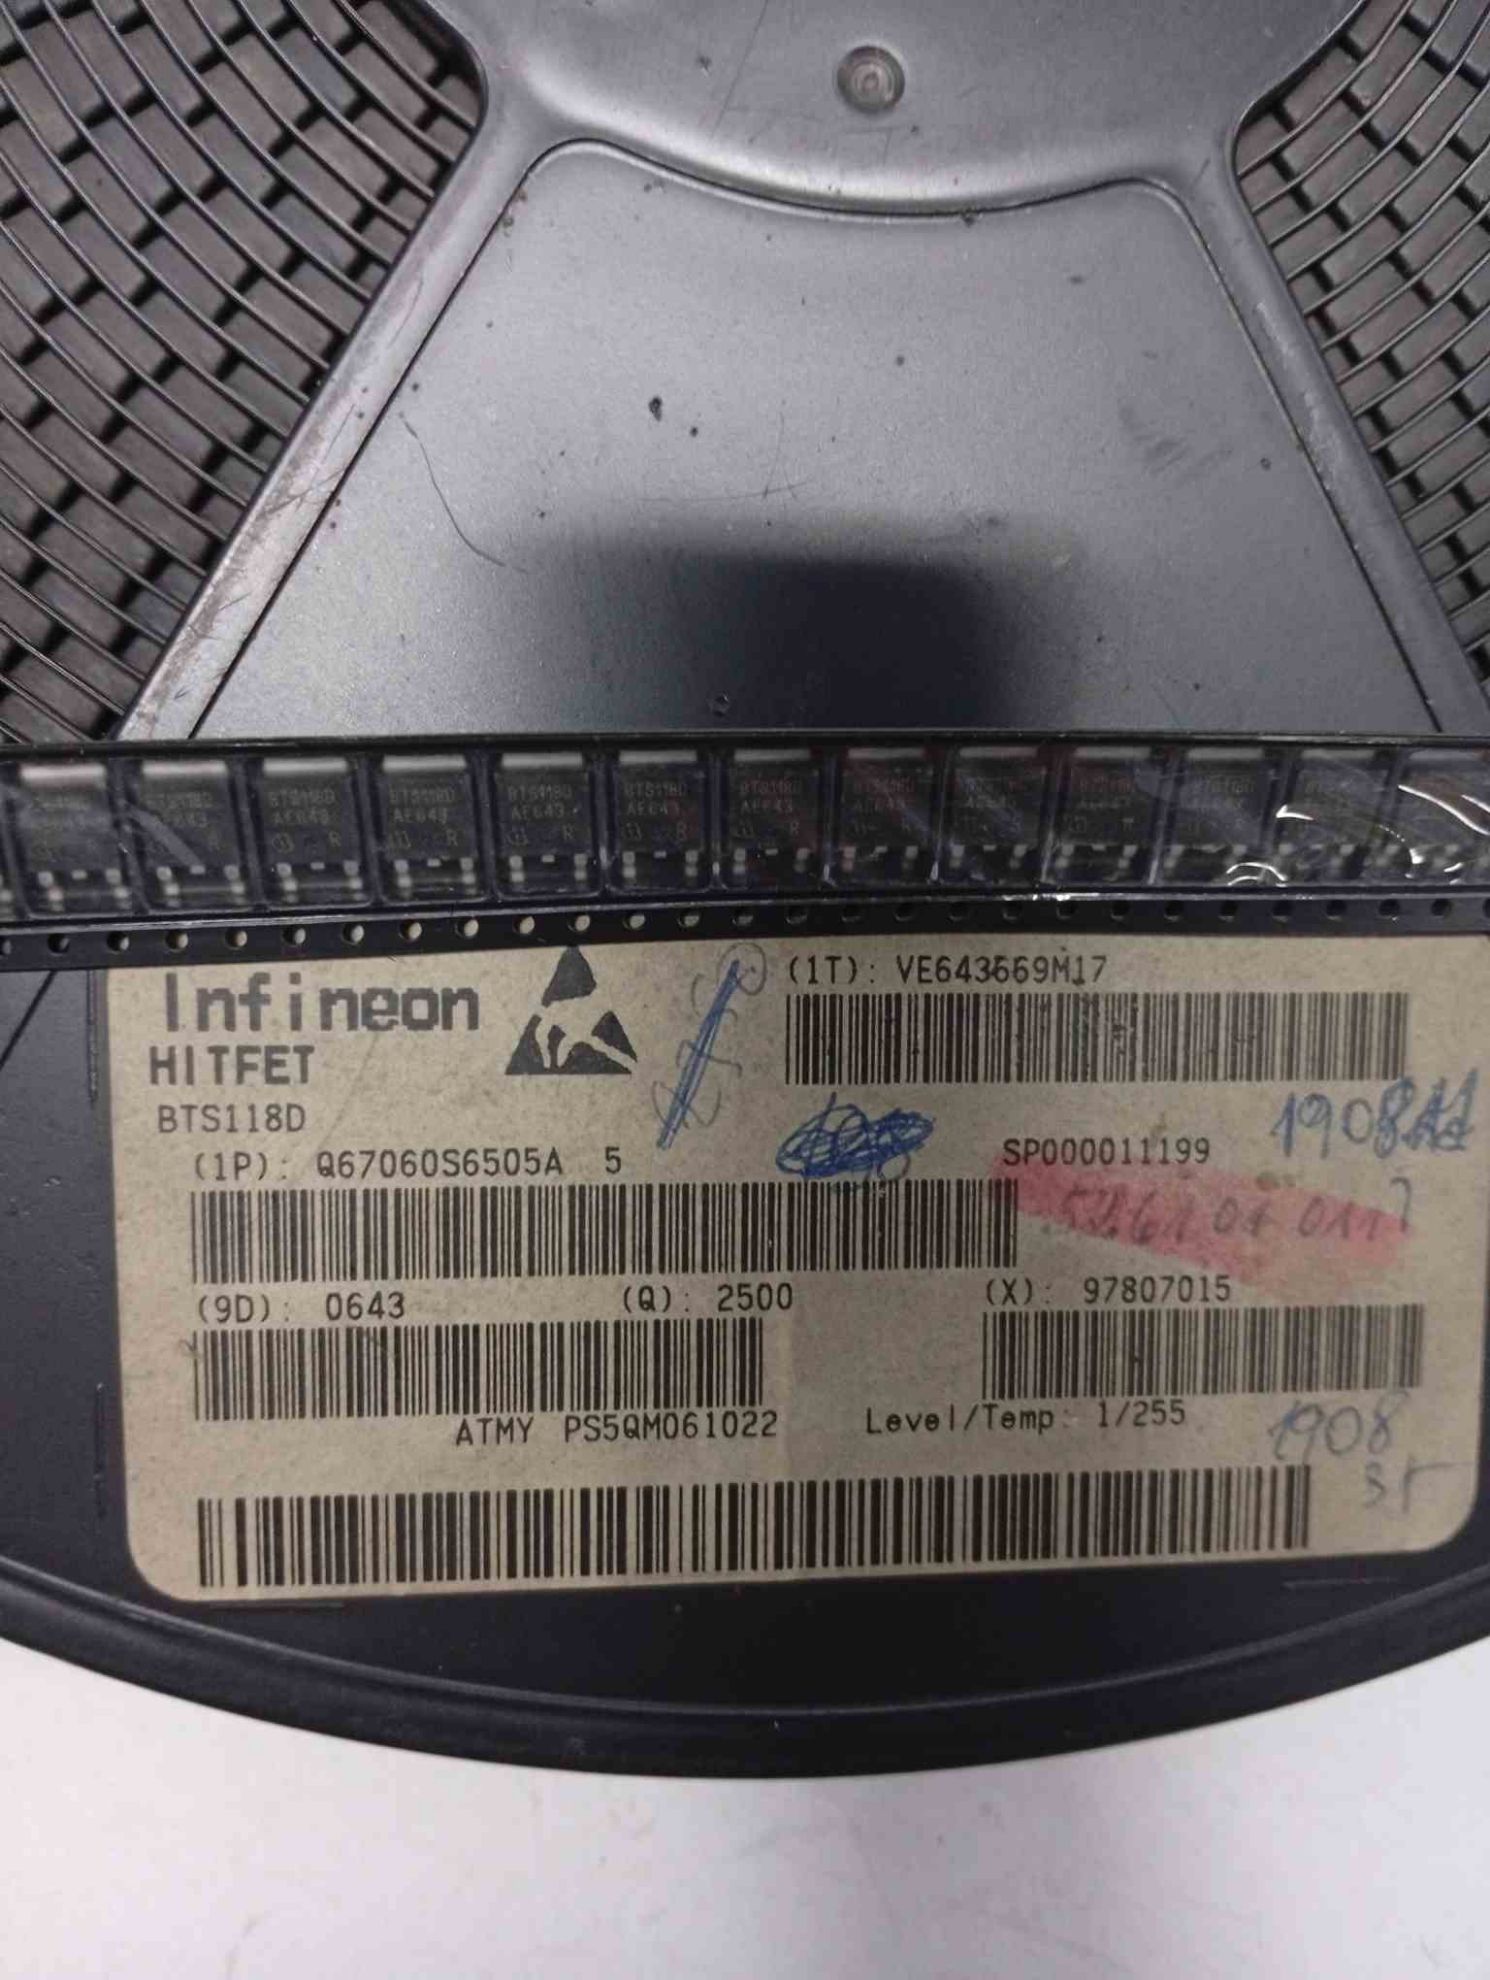 BTS118D
AE643
R
Infineon
HITFET
BTS118D
(1T): VE643669M17
(1P): Q67060S6505A 5
SP000011199
1908
(9D): 0643
(Q): 2500
(X): 97807015
ATMY PS5QM061022
Level/Temp: 1/255
1908